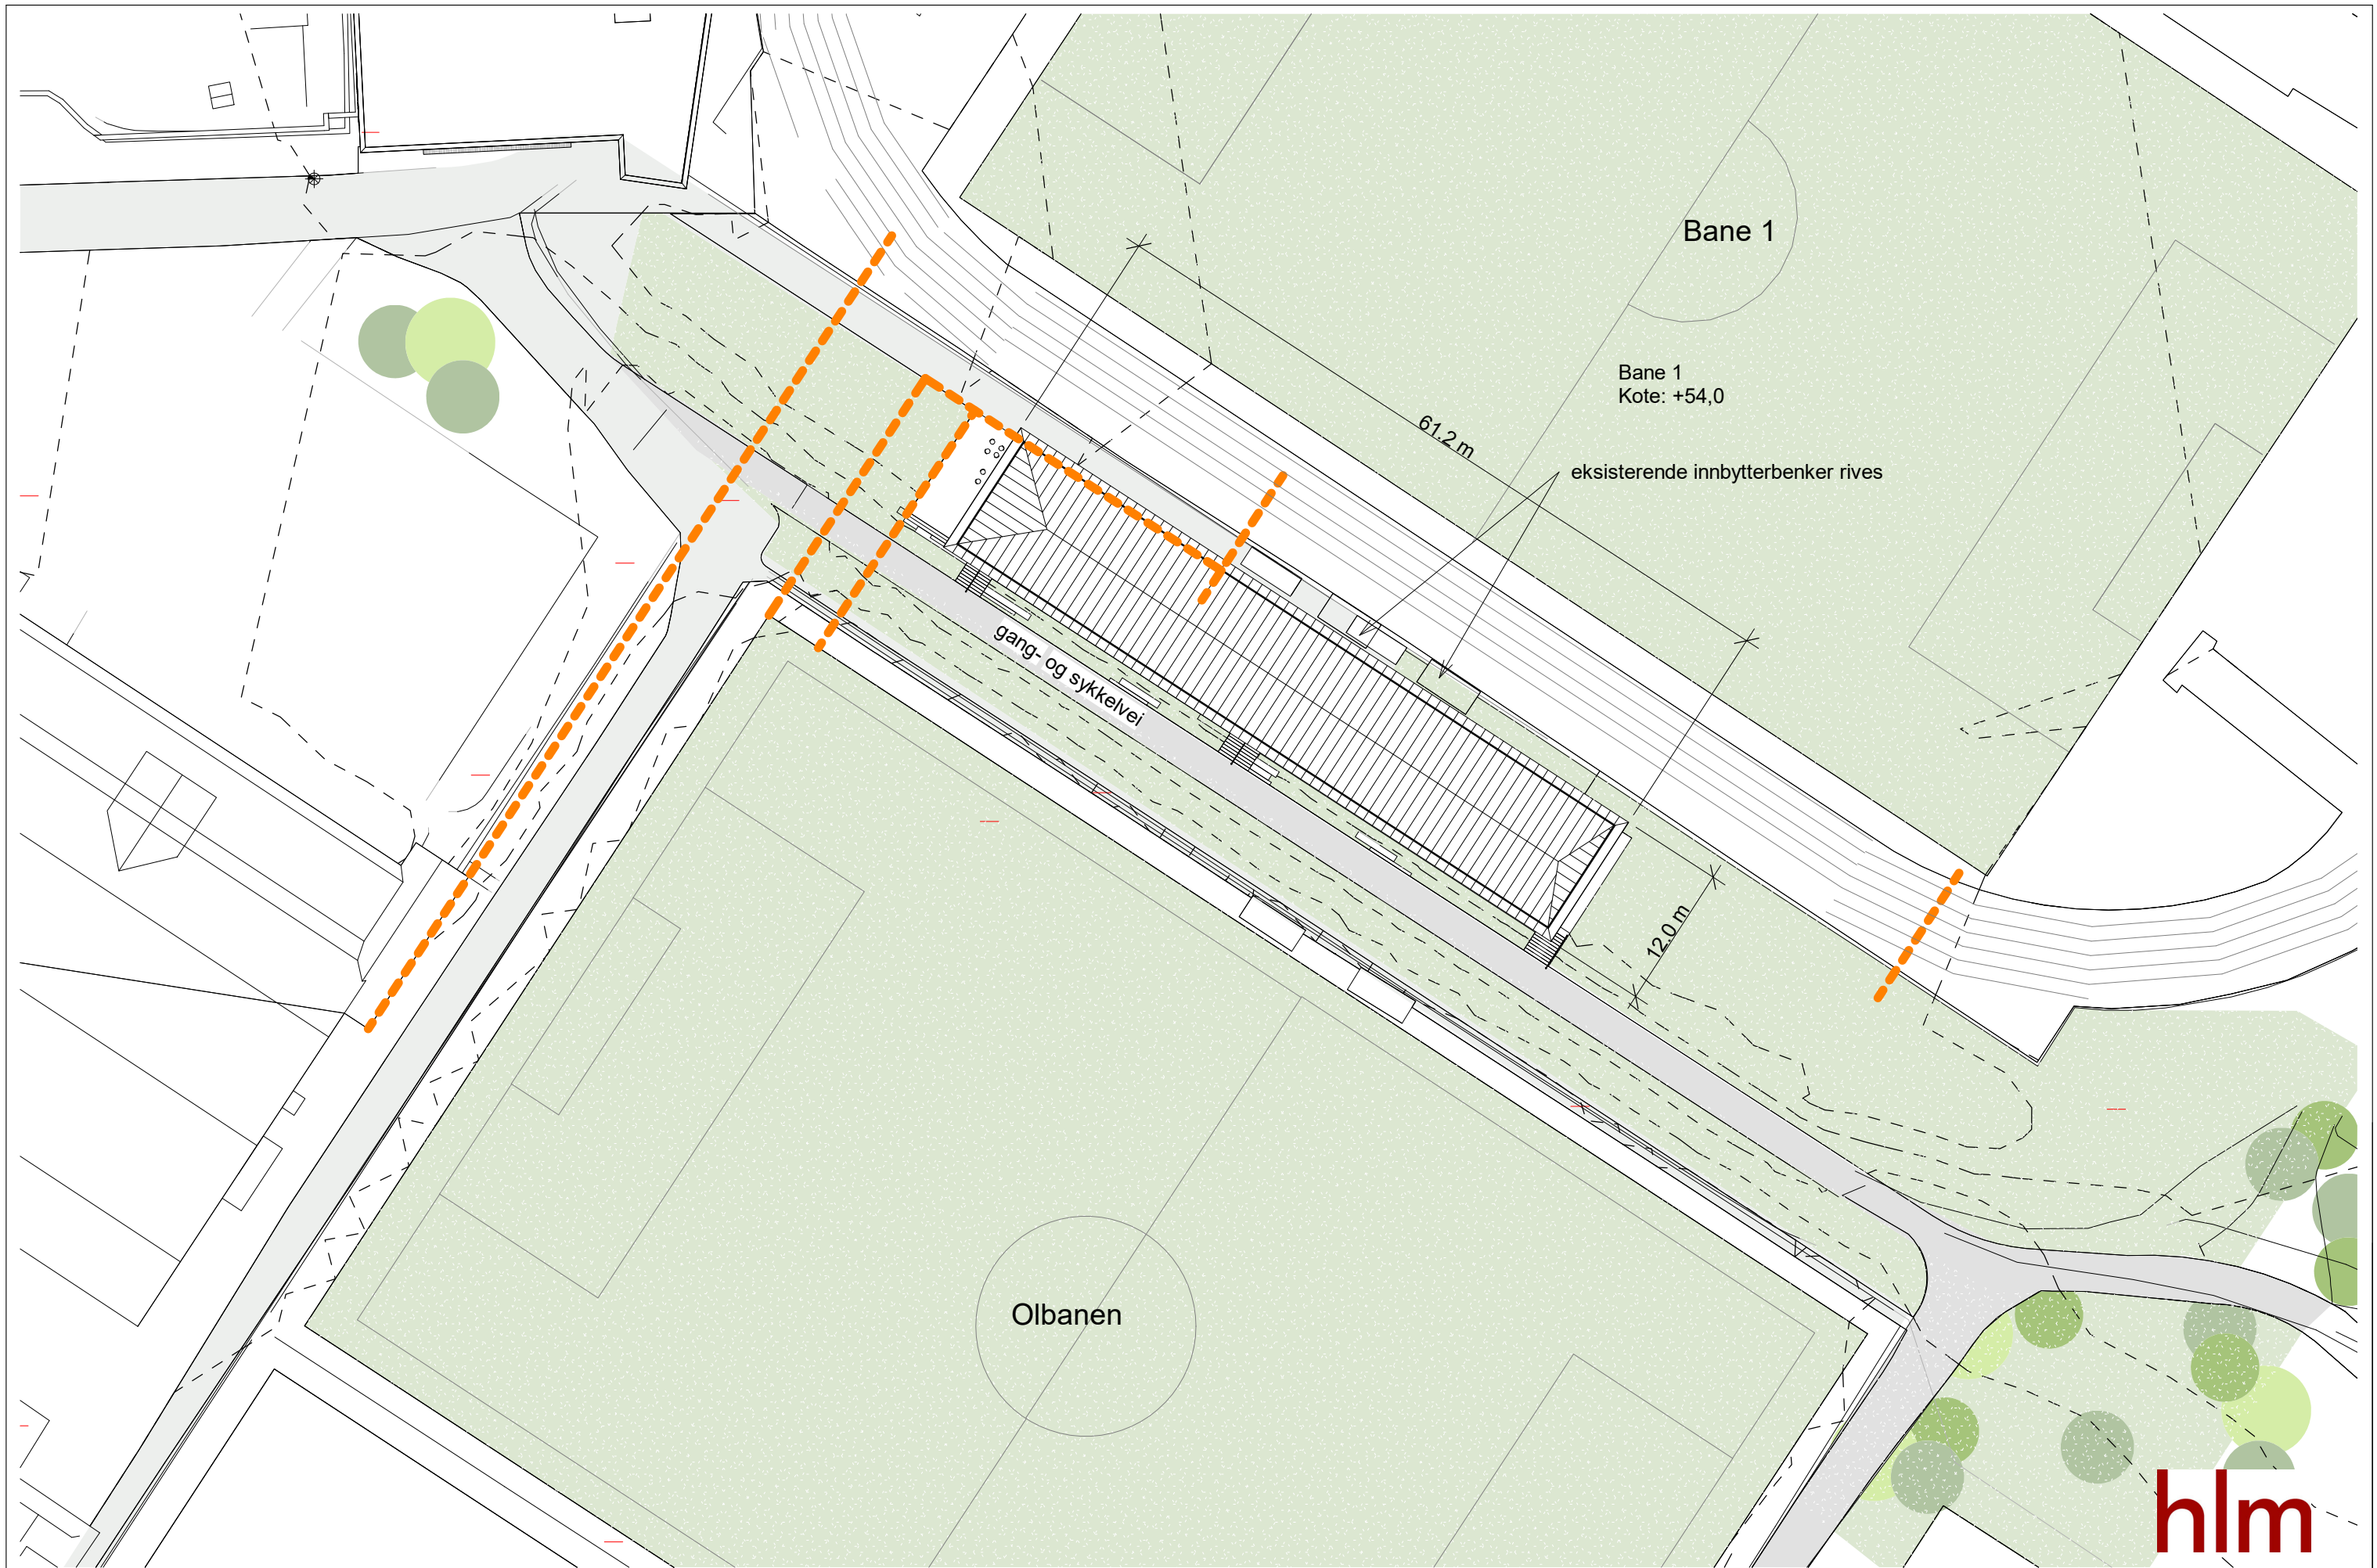 Bane 1
Bane 1
Kote: +54,0
61.2 m
eksisterende innbytterbenker rives
gang- og sykkelvei
12.0 m
Olbanen
hlm